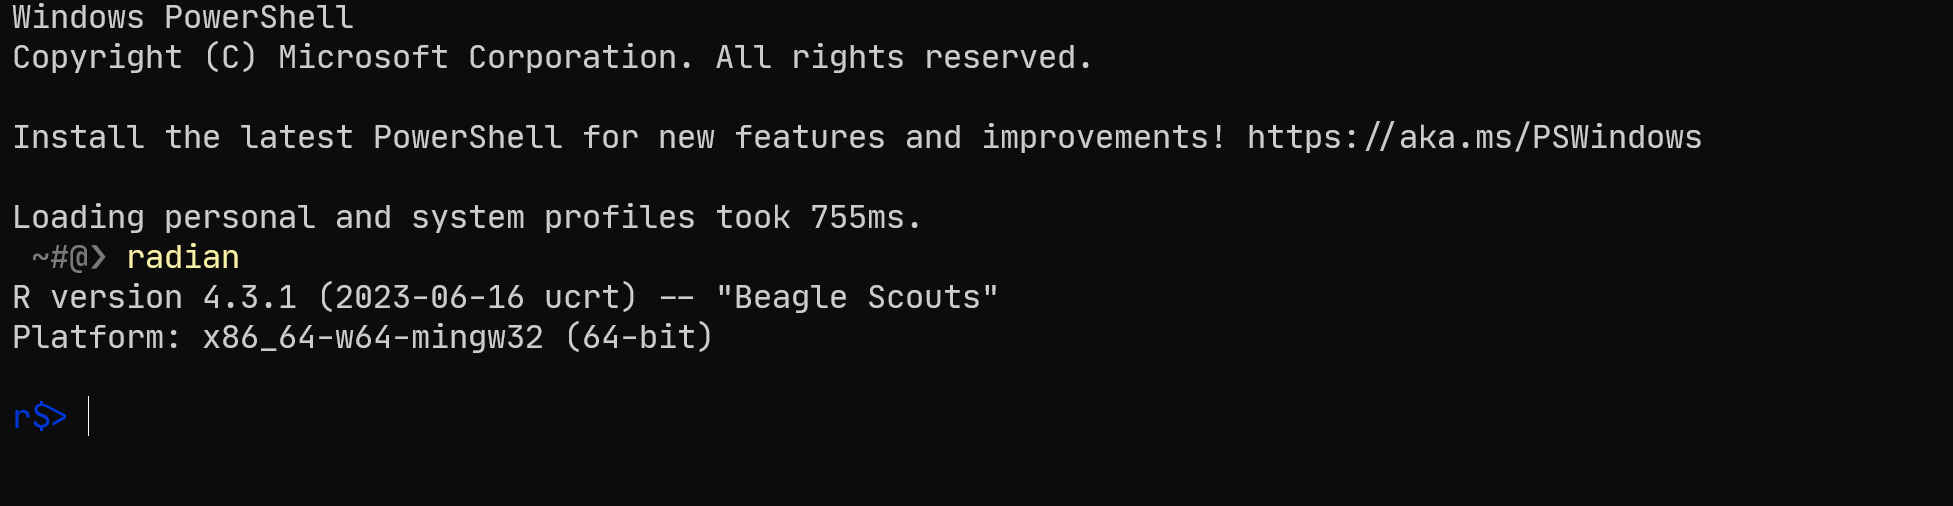 Windows PowerShell
Copyright (C) Microsoft Corporation. All rights reserved.
Install the latest PowerShell for new features and improvements! https://aka.ms/PSWindows
Loading personal and system profiles took 755ms.
~#@❯ radian
R version 4.3.1 (2023-06-16 ucrt) -- "Beagle Scouts"
Platform: x86_64-w64-mingw32 (64-bit)
r$>